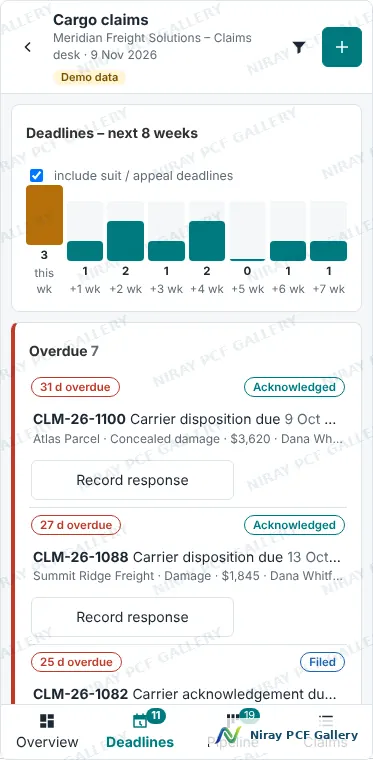 Cargo claims
Meridian Freight Solutions – Claims
desk · 9 Nov 2026
Demo data
Deadlines – next 8 weeks
include suit / appeal deadlines
3 1 2 1 2 0 1 1
this wk +1 wk +2 wk +3 wk +4 wk +5 wk +6 wk +7 wk
Overdue 7
31 d overdue Acknowledged
CLM-26-1100 Carrier disposition due 9 Oct ...
Atlas Parcel · Concealed damage · $3,620 · Dana Wh...
Record response
27 d overdue Acknowledged
CLM-26-1088 Carrier disposition due 13 Oct...
Summit Ridge Freight · Damage · $1,845 · Dana Whitf...
Record response
25 d overdue Filed
CLM-26-1082 Carrier acknowledgement du...
11 19
Overview Deadlines Pipeline Claims
Niray PCF Gallery
NIRAY PCF GALLERY